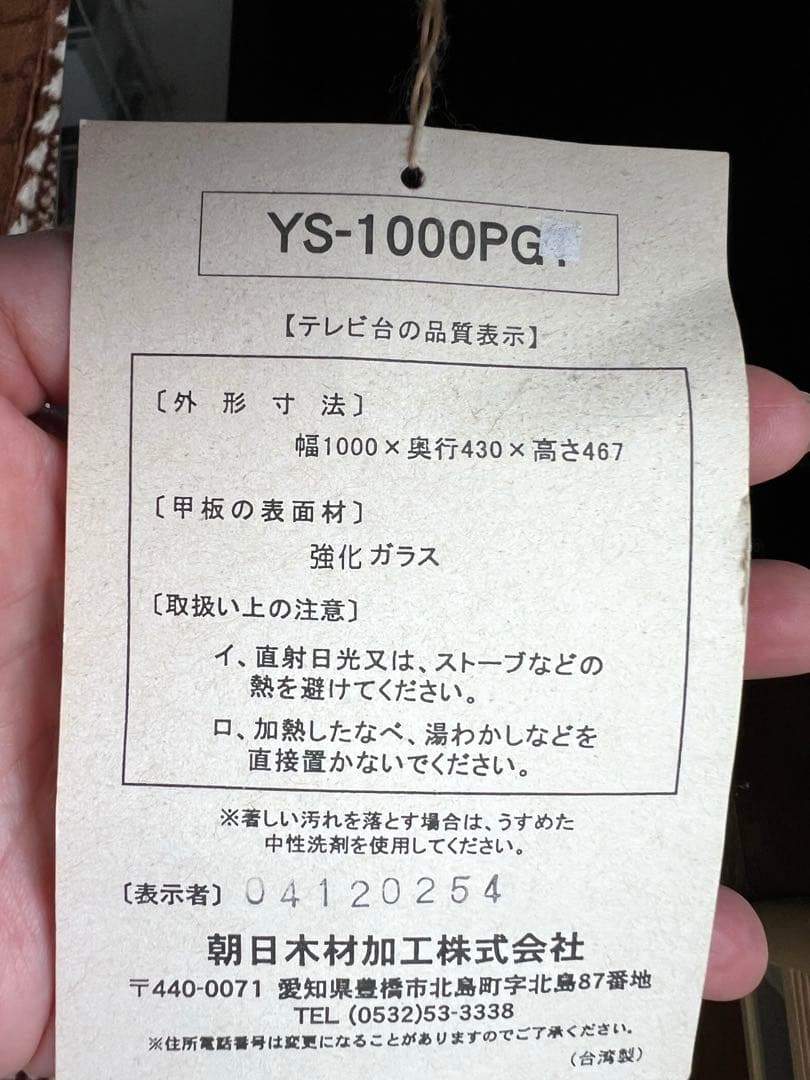 YS-1000PG
【テレビ台の品質表示】
〔外形寸法〕
幅1000×奥行430×高さ467
〔甲板の表面材〕
強化ガラス
〔取扱い上の注意〕
イ、直射日光又は、ストーブなどの
熱を避けてください。
ロ、加熱したなべ、湯わかしなどを
直接置かないでください。
※著しい汚れを落とす場合は、うすめた
中性洗剤を使用してください。
〔表示者〕 04120254
朝日木材加工株式会社
〒440-0071 愛知県豊橋市北島町字北島87番地
TEL (0532)53-3338
※住所電話番号は変更になることがありますのでご了承ください。
(台湾製)